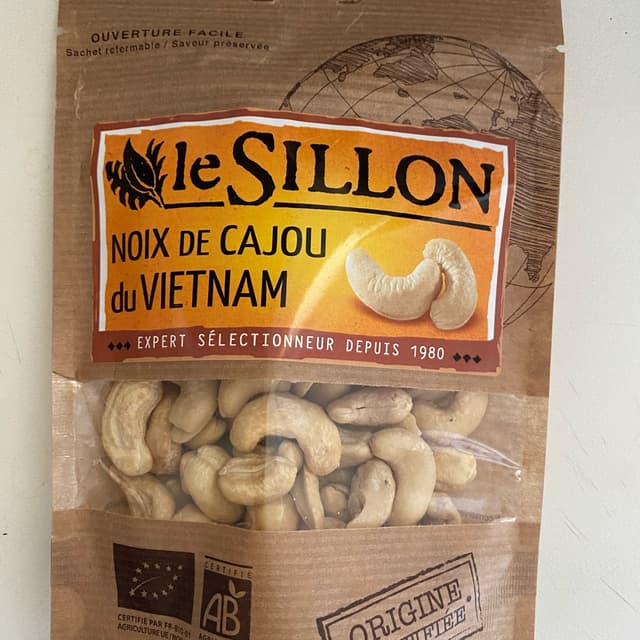 OUVERTURE FACILE
Sachet refermable / Saveur préservée
le SILLON
NOIX DE CAJOU
du VIETNAM
EXPERT SÉLECTIONNEUR DEPUIS 1980
CERTIFIÉ
AB
CERTIFIÉ PAR FR-BIO-01
AGRICULTURE UE/NON
ORIGINE